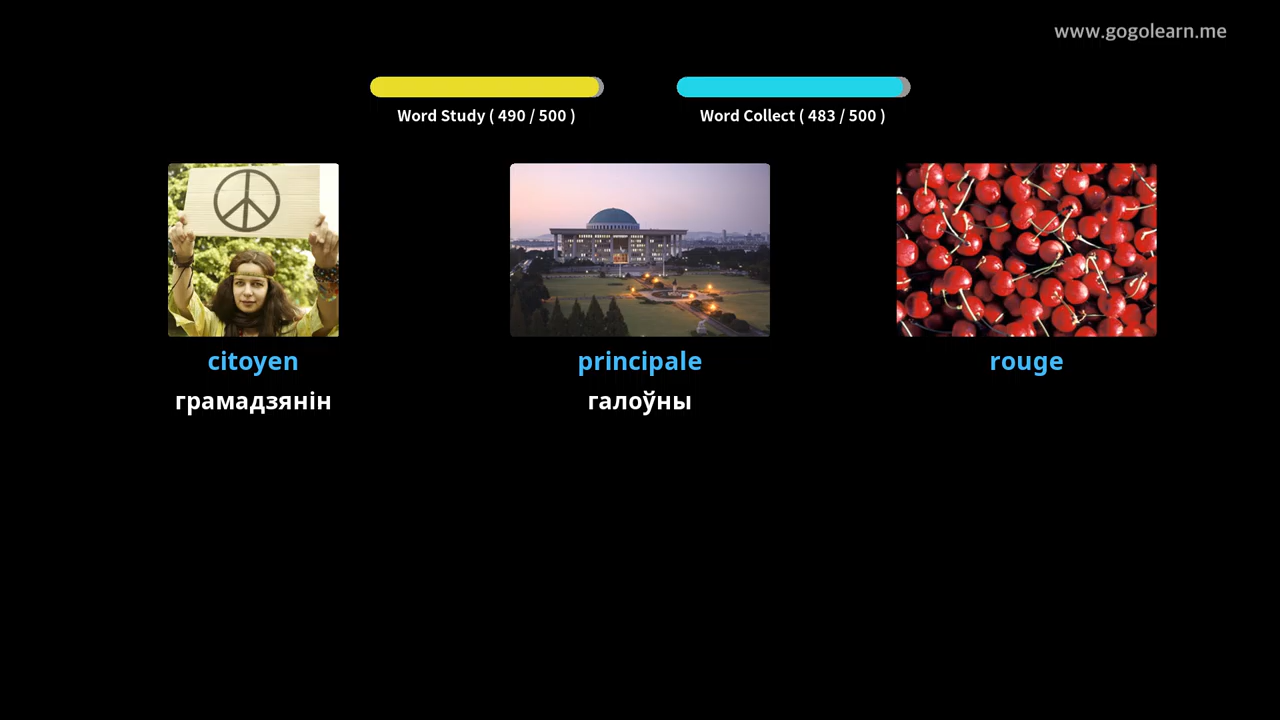 www.gogolearn.me
Word Study ( 490 / 500 )
Word Collect ( 483 / 500 )
citoyen
грамадзянін
principale
галоўны
rouge